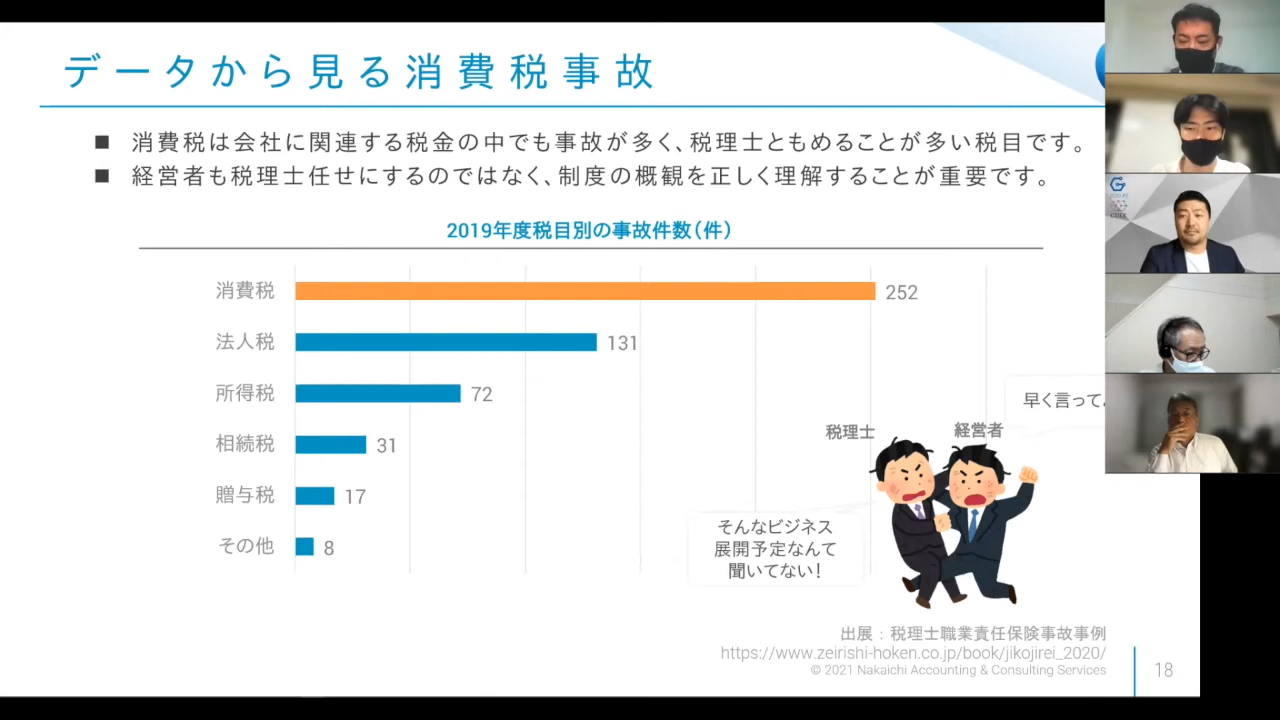 データから見る消費税事故
■ 消費税は会社に関連する税金の中でも事故が多く、税理士ともめることが多い税目です。
■ 経営者も税理士任せにするのではなく、制度の概観を正しく理解することが重要です。
2019年度税目別の事故件数（件）
消費税 252
法人税 131
所得税 72
相続税 31
贈与税 17
その他 8
早く言って
税理士
経営者
そんなビジネス
展開予定なんて
聞いてない！
出展：税理士職業責任保険事故事例
https://www.zeirishi-hoken.co.jp/book/jikojirei_2020/
© 2021 Nakaichi Accounting & Consulting Services
18